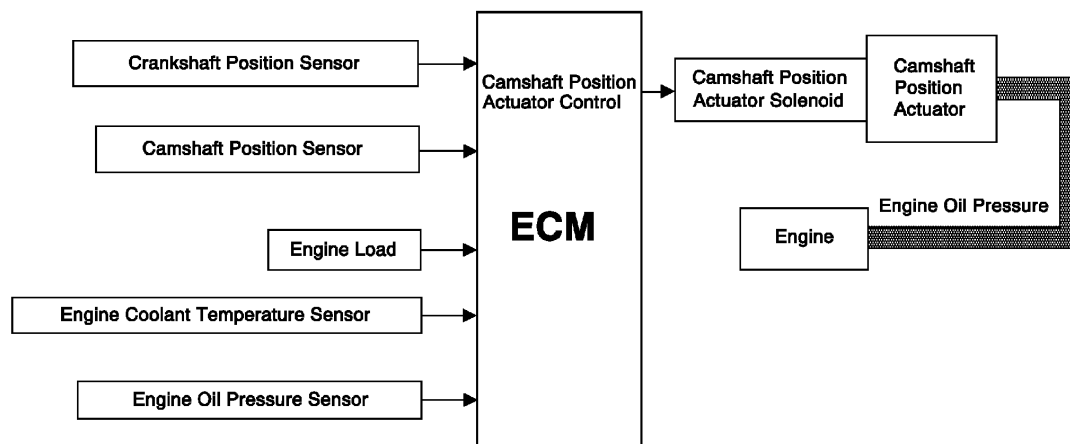 Crankshaft Position Sensor
Camshaft Position Sensor
Engine Load
Engine Coolant Temperature Sensor
Engine Oil Pressure Sensor
Camshaft Position
Actuator Control
ECM
Camshaft Position
Actuator Solenoid
Camshaft
Position
Actuator
Engine Oil Pressure
Engine